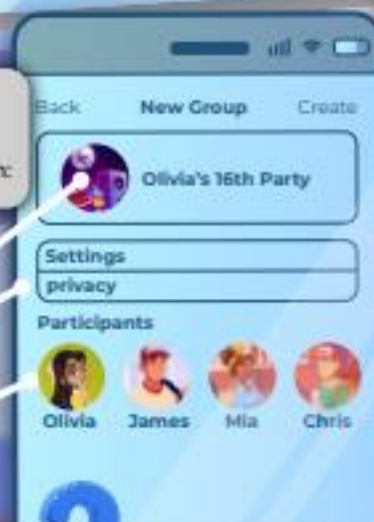 Back New Group Create
Olivia's 16th Party
Settings
privacy
Participants
Olivia James Mia Chris